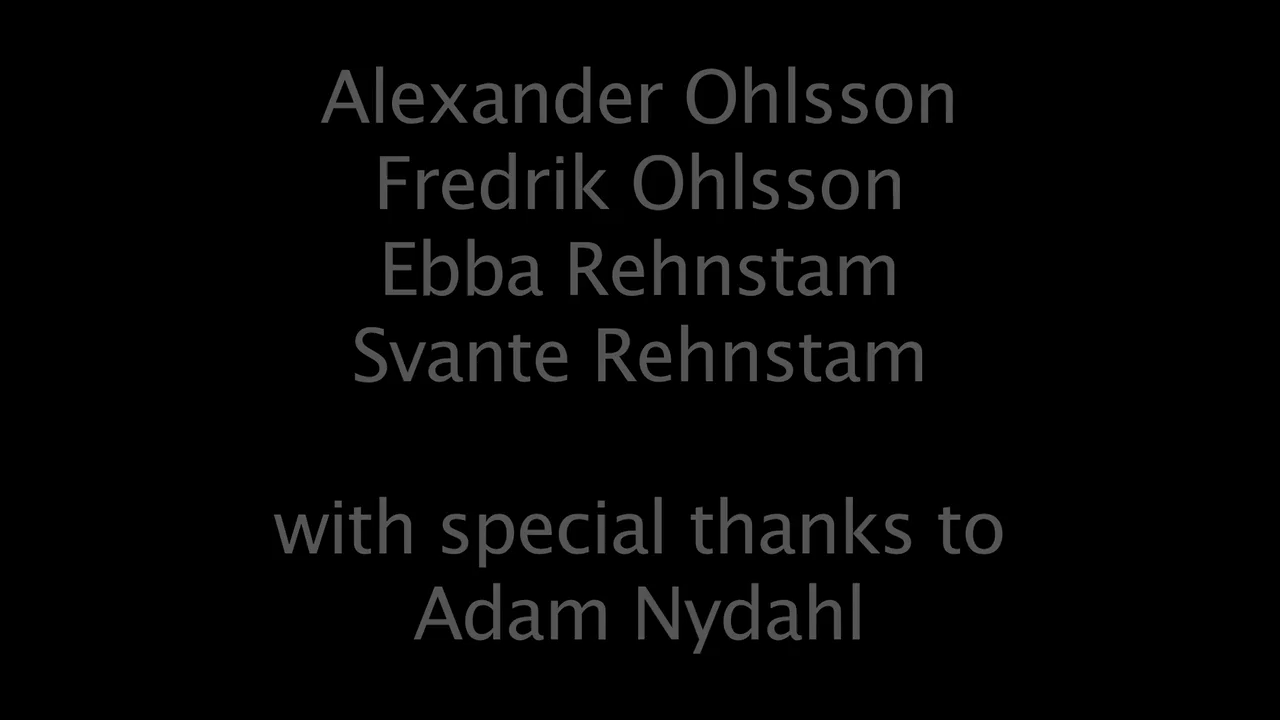 Alexander Ohlsson
Fredrik Ohlsson
Ebba Rehnstam
Svante Rehnstam
with special thanks to
Adam Nydahl